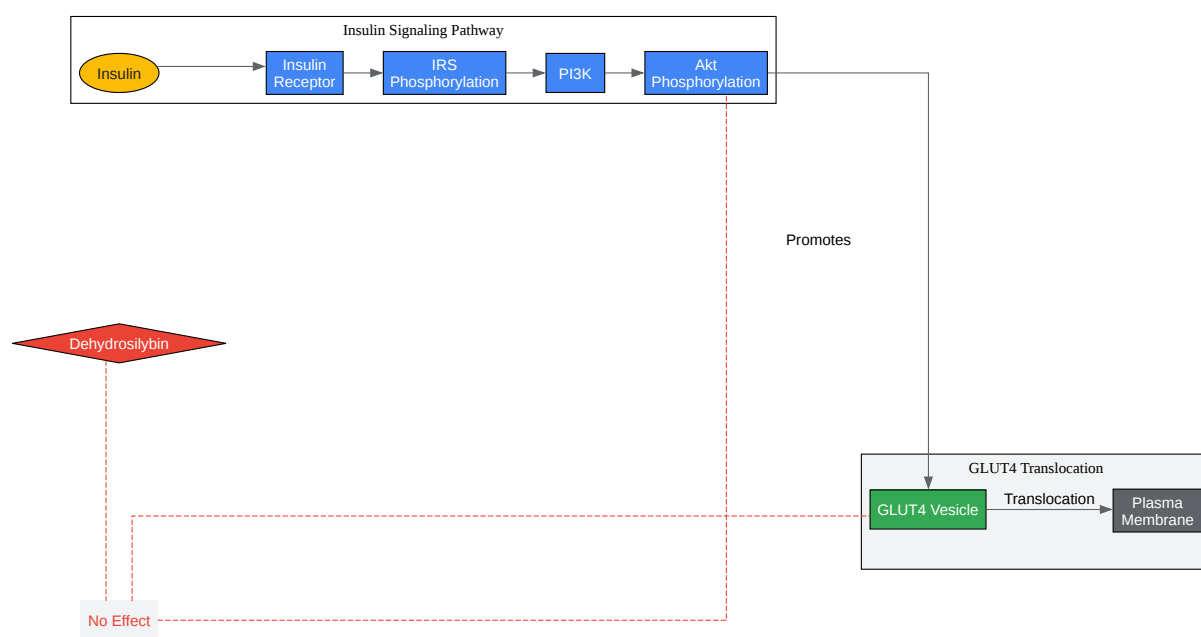 Insulin Signaling Pathway
Insulin
Insulin
Receptor
IRS
Phosphorylation
PI3K
Akt
Phosphorylation
Promotes
Dehydrosilybin
GLUT4 Translocation
GLUT4 Vesicle
Translocation
Plasma
Membrane
No Effect